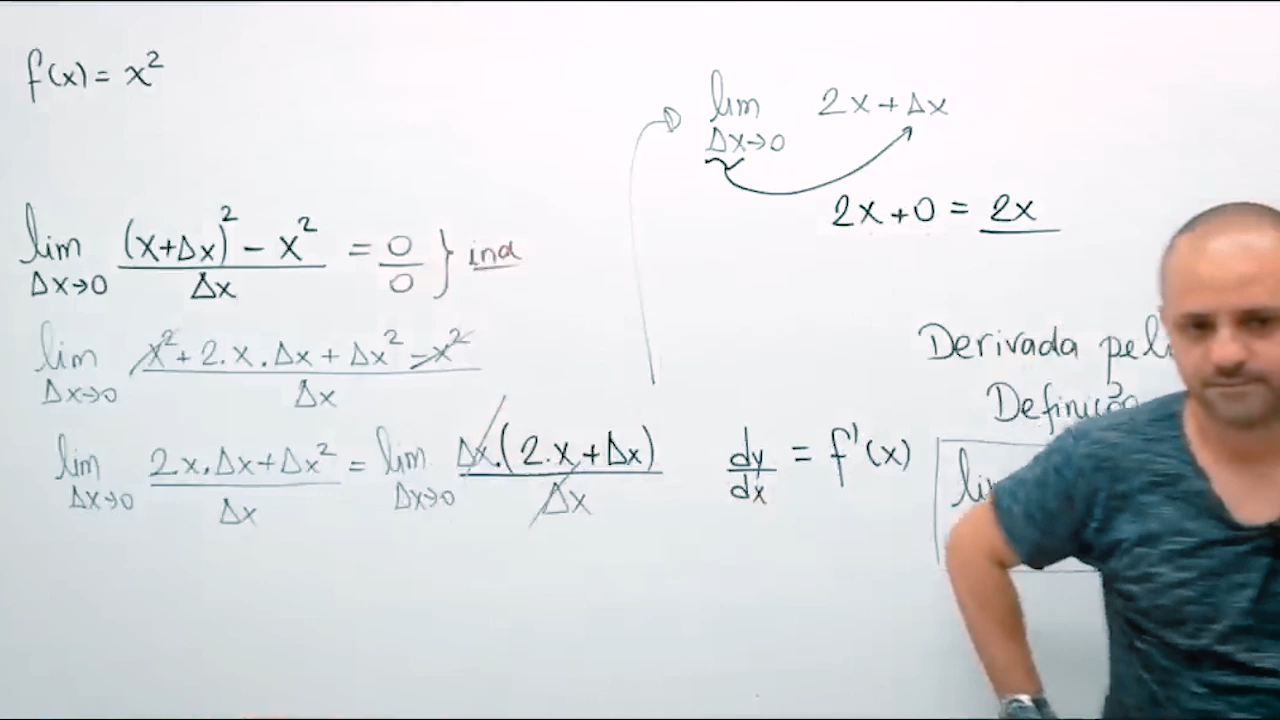 f(x) = x²
lim Δx→0 (x+Δx)² − x² / Δx = 0/0 } ind
lim Δx→0 x² + 2.x.Δx + Δx² − x² / Δx
lim Δx→0 2x.Δx + Δx² / Δx = lim Δx→0 Δx.(2.x+Δx) / Δx
lim Δx→0 2x + Δx
2x + 0 = 2x
Derivada
Definição
dy/dx = f'(x)